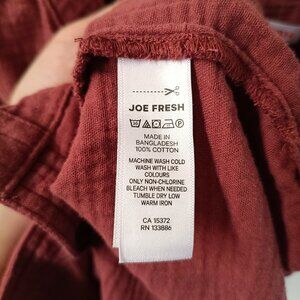 JOE FRESH
MADE IN
BANGLADESH
100% COTTON
MACHINE WASH COLD
WASH WITH LIKE
COLOURS
ONLY NON-CHLORINE
BLEACH WHEN NEEDED
TUMBLE DRY LOW
WARM IRON
CA 15372
RN 133886